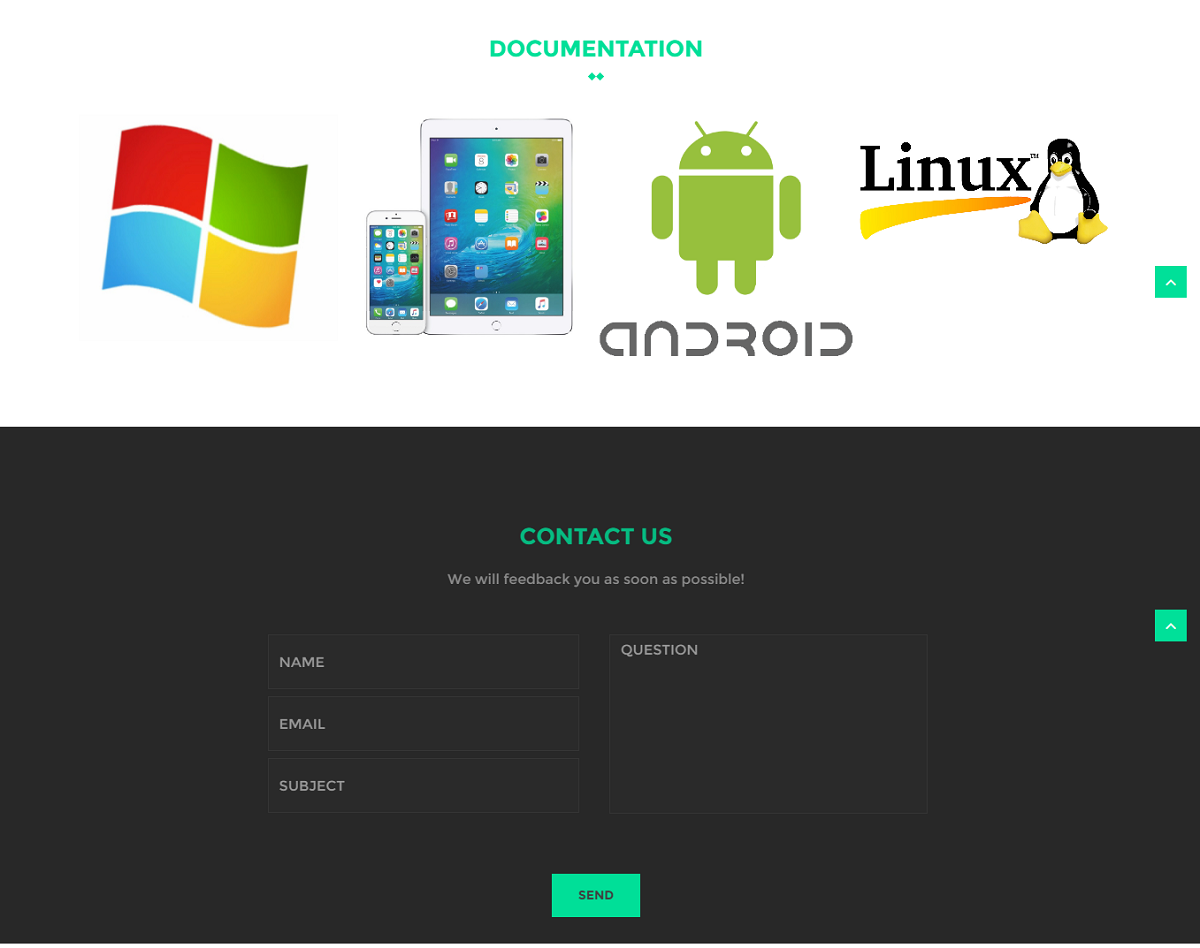 DOCUMENTATION
Linux™
ANDROID
CONTACT US
We will feedback you as soon as possible!
NAME
QUESTION
EMAIL
SUBJECT
SEND